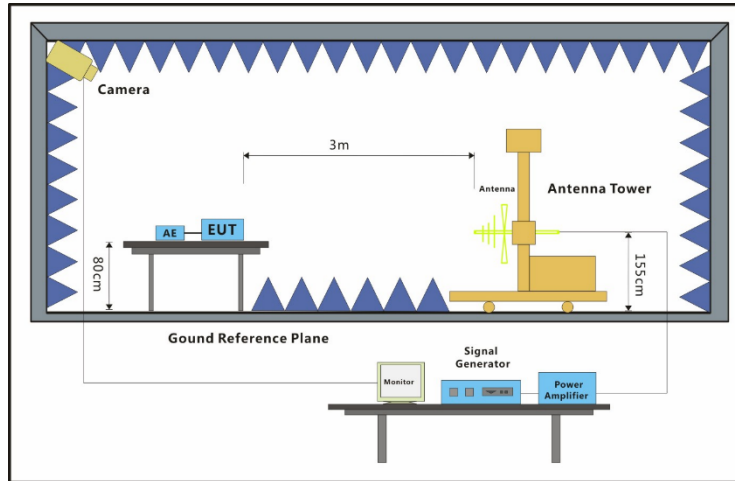 Camera
3m
Antenna
Antenna Tower
AE
EUT
80cm
155cm
Gound Reference Plane
Signal
Generator
Monitor
Power
Amplifier